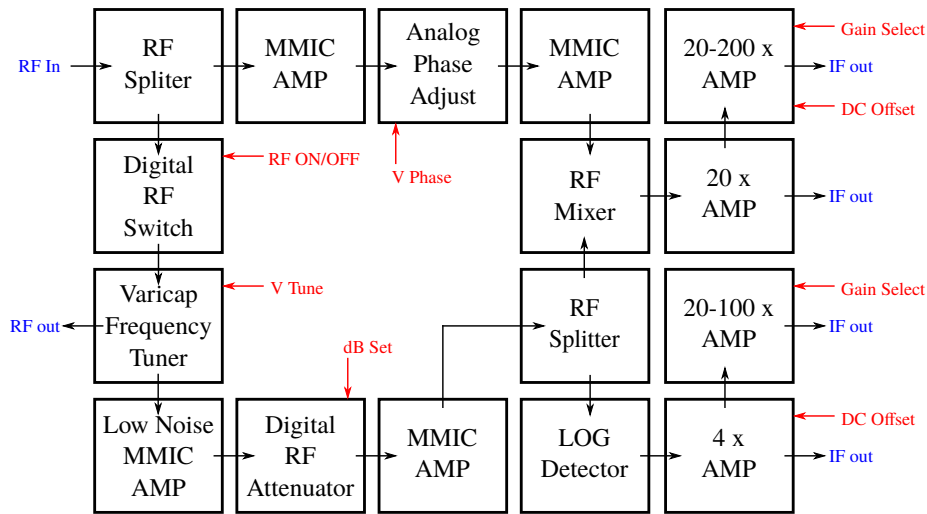 RF In
RF
Spliter
MMIC
AMP
Analog
Phase
Adjust
MMIC
AMP
20-200 x
AMP
Gain Select
IF out
DC Offset
Digital
RF
Switch
RF ON/OFF
V Phase
RF
Mixer
20 x
AMP
IF out
RF out
Varicap
Frequency
Tuner
V Tune
dB Set
RF
Splitter
20-100 x
AMP
Gain Select
IF out
Low Noise
MMIC
AMP
Digital
RF
Attenuator
MMIC
AMP
LOG
Detector
4 x
AMP
DC Offset
IF out